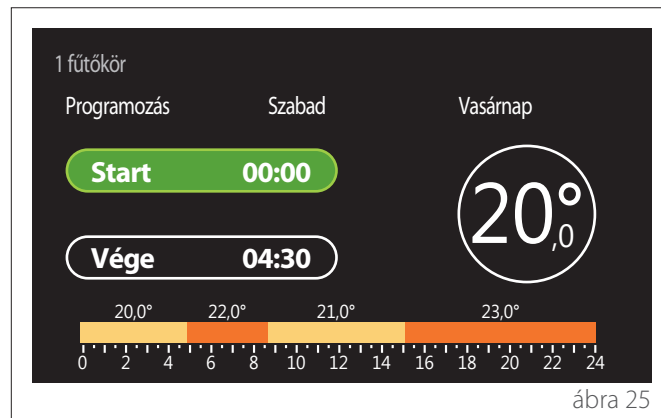 1 fűtőkör
Programozás Szabad Vasárnap
Start 00:00
20,0°
Vége 04:30
20,0° 22,0° 21,0° 23,0°
0 2 4 6 8 10 12 14 16 18 20 22 24
ábra 25